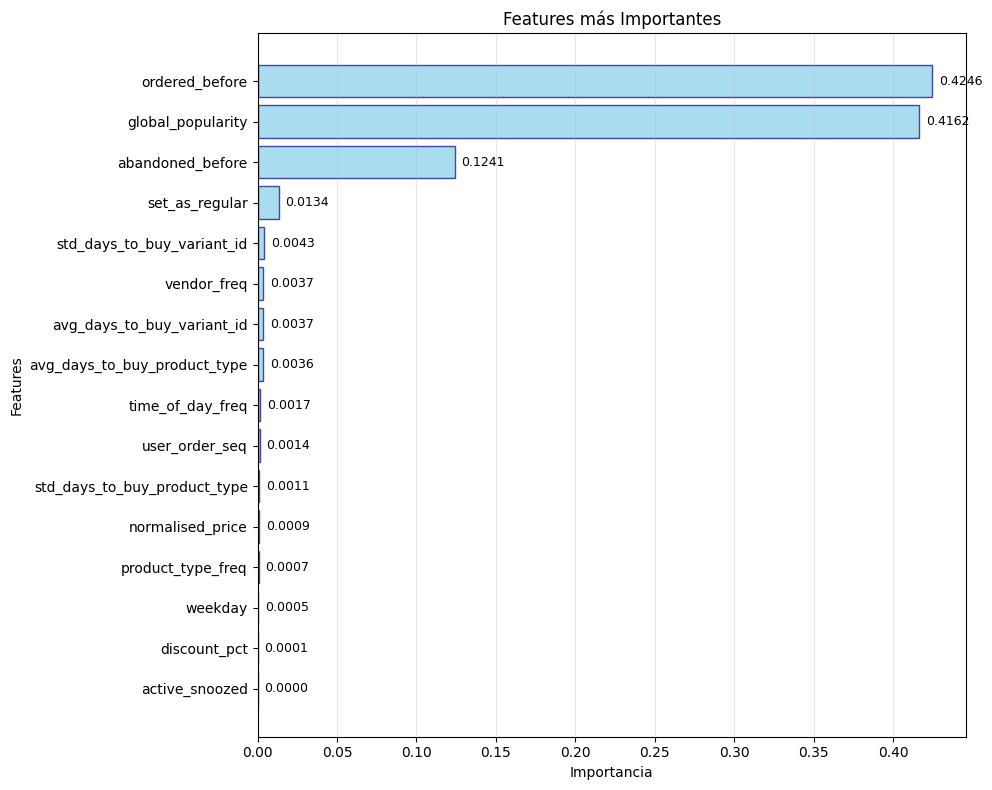 Features más Importantes
Features
ordered_before 0.4246
global_popularity 0.4162
abandoned_before 0.1241
set_as_regular 0.0134
std_days_to_buy_variant_id 0.0043
vendor_freq 0.0037
avg_days_to_buy_variant_id 0.0037
avg_days_to_buy_product_type 0.0036
time_of_day_freq 0.0017
user_order_seq 0.0014
std_days_to_buy_product_type 0.0011
normalised_price 0.0009
product_type_freq 0.0007
weekday 0.0005
discount_pct 0.0001
active_snoozed 0.0000
0.00 0.05 0.10 0.15 0.20 0.25 0.30 0.35 0.40
Importancia